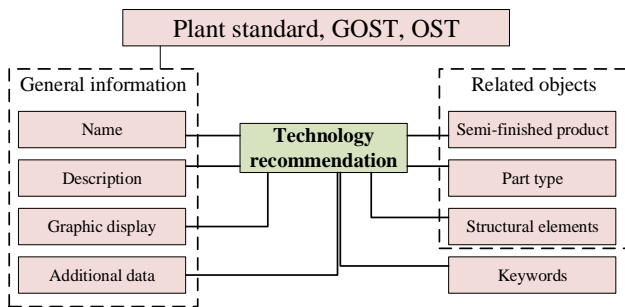 Plant standard, GOST, OST
General information
Name
Description
Graphic display
Additional data
Technology
recommendation
Related objects
Semi-finished product
Part type
Structural elements
Keywords